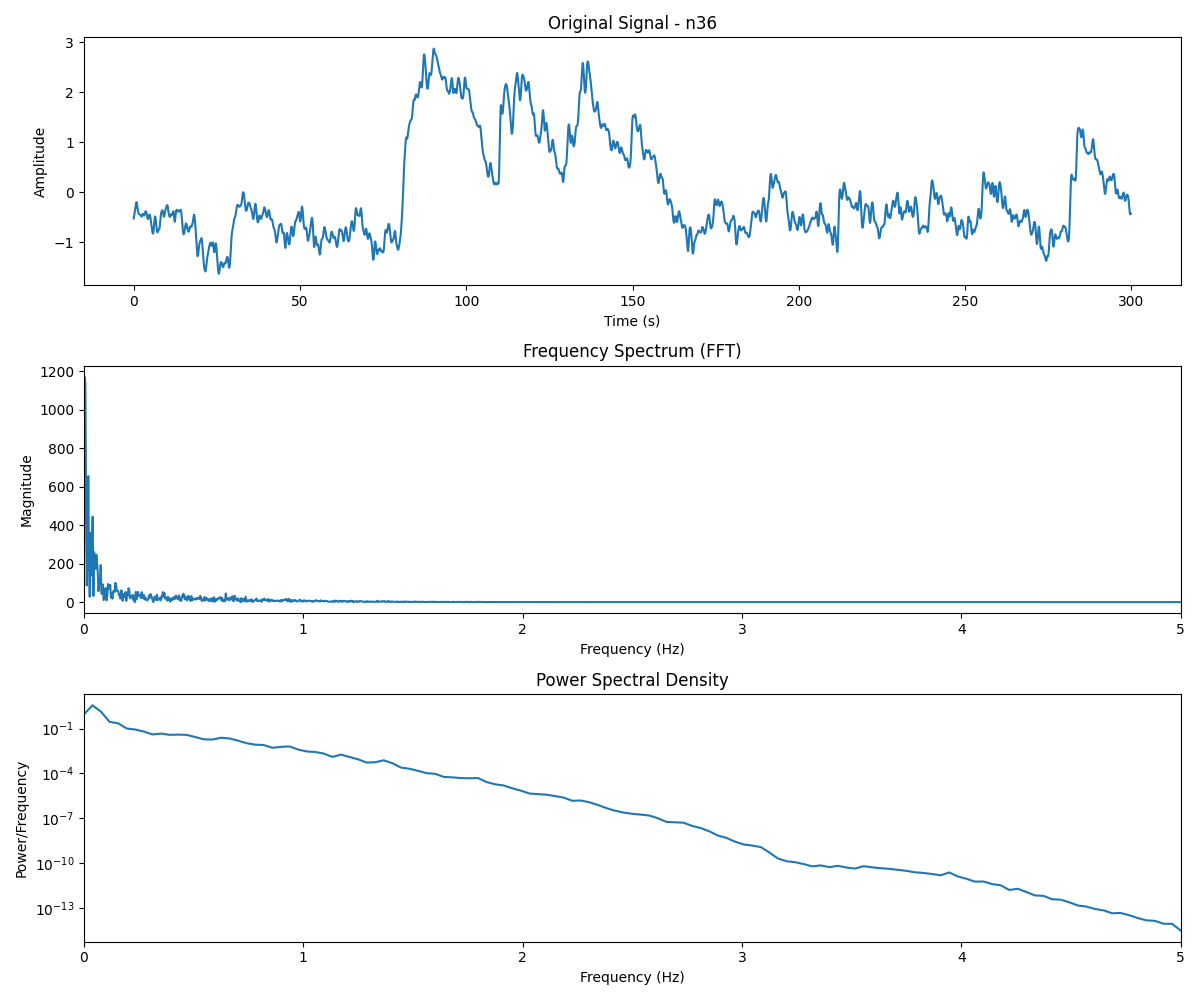 Original Signal - n36
3
2
1
0
−1
Amplitude
0 50 100 150 200 250 300
Time (s)
Frequency Spectrum (FFT)
1200
1000
800
600
400
200
0
Magnitude
0 1 2 3 4 5
Frequency (Hz)
Power Spectral Density
10⁻¹
10⁻⁴
10⁻⁷
10⁻¹⁰
10⁻¹³
Power/Frequency
0 1 2 3 4 5
Frequency (Hz)